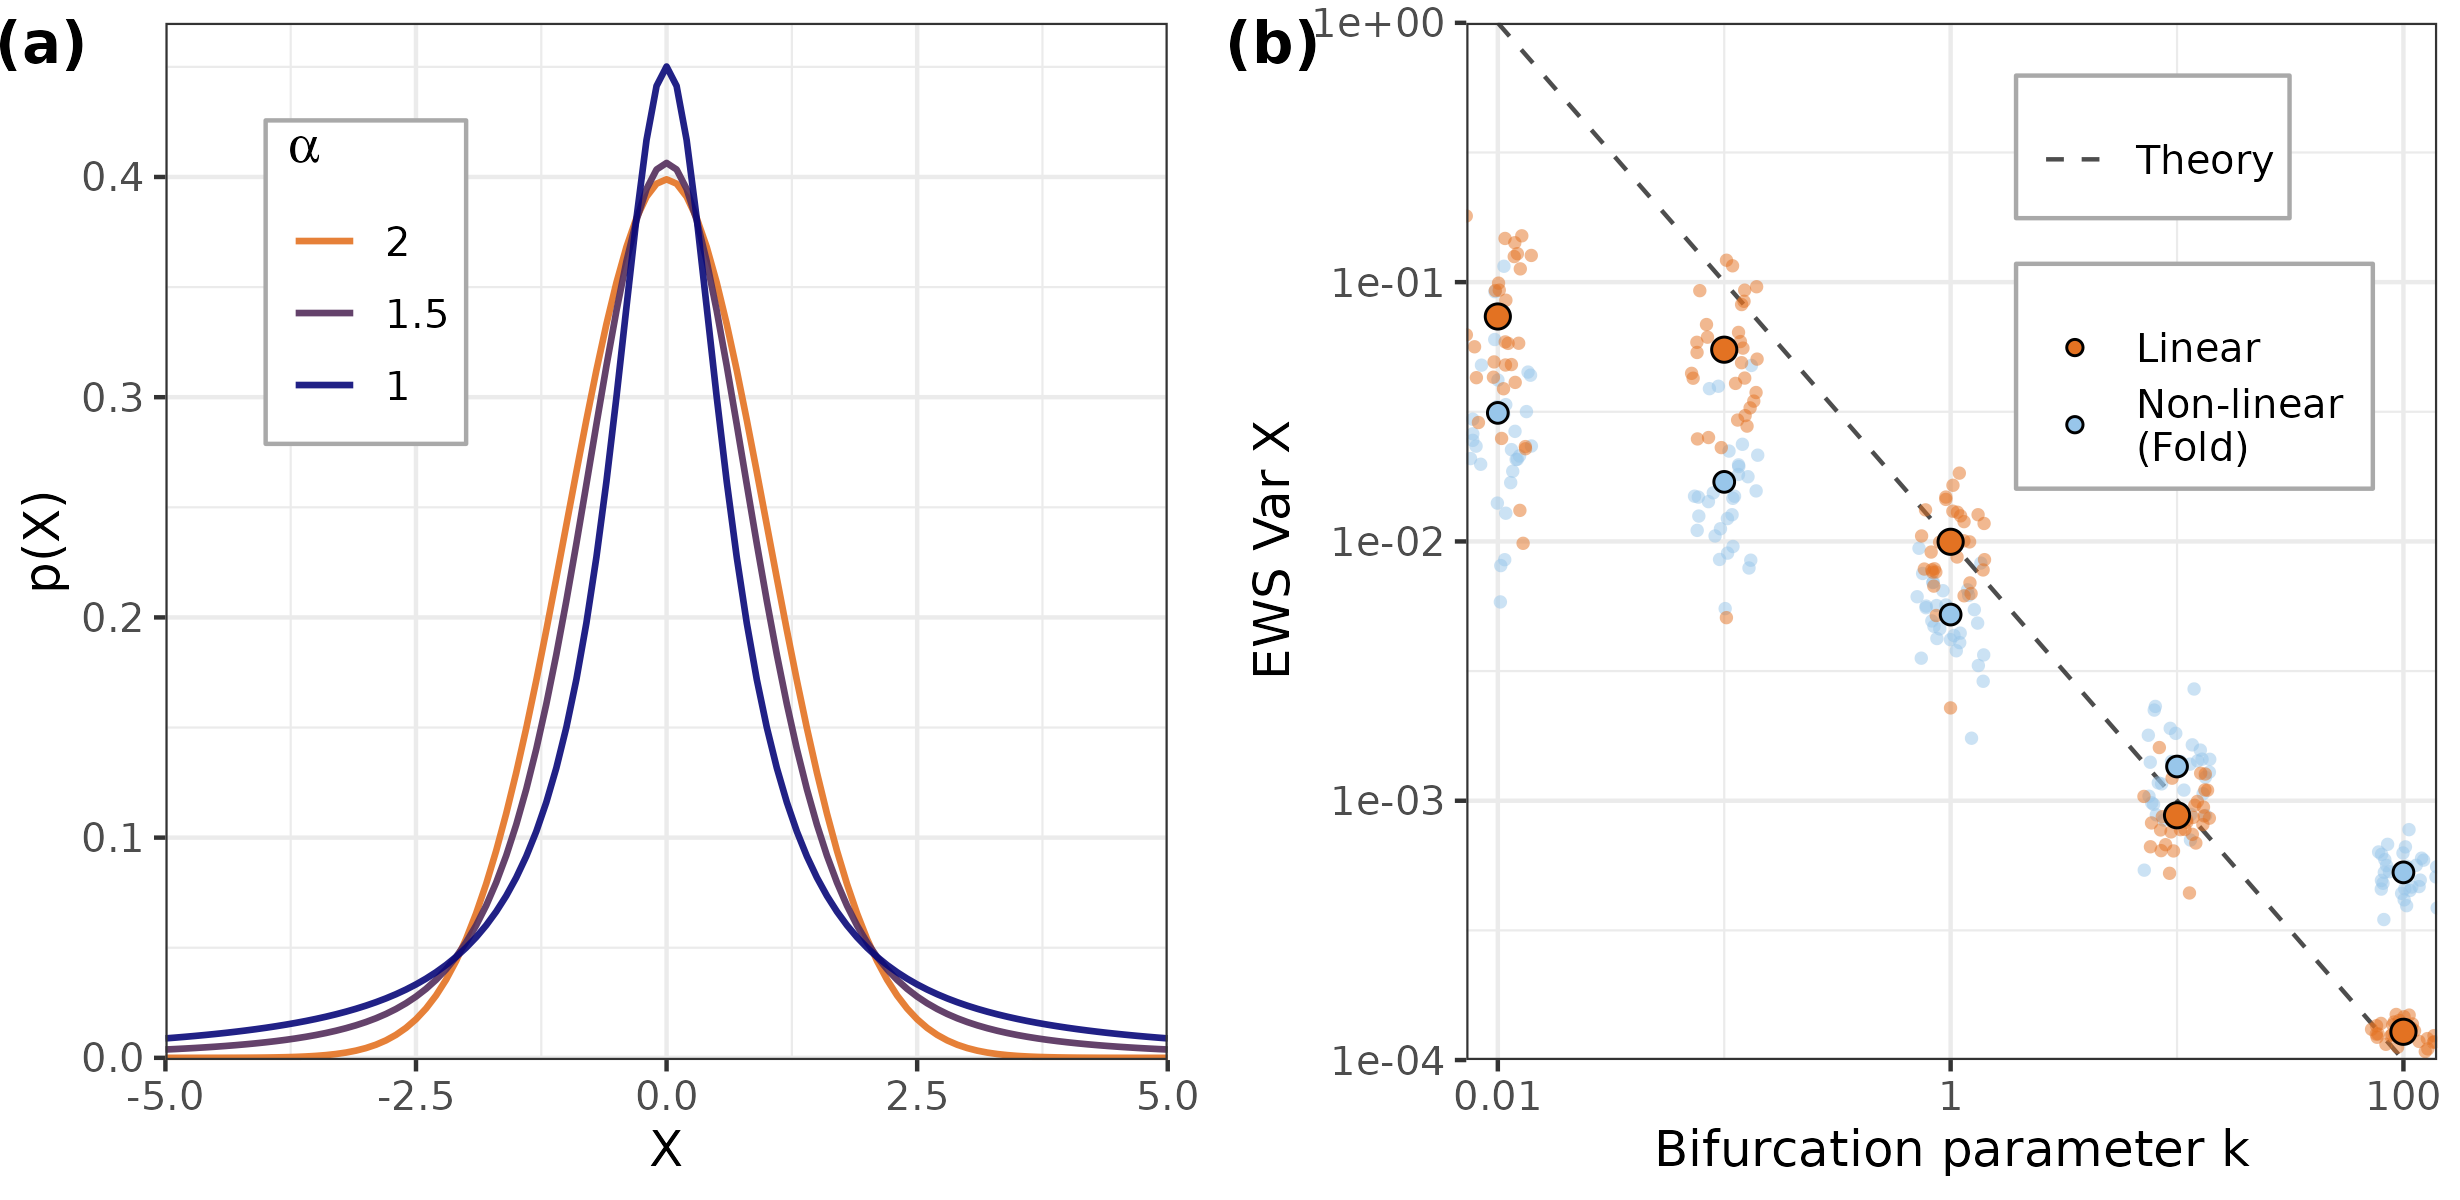 (a)
α
2
1.5
1
0.4
0.3
0.2
0.1
0.0
p(X)
-5.0 -2.5 0.0 2.5 5.0
X
(b)
1e+00
1e-01
1e-02
1e-03
1e-04
EWS Var X
Theory
Linear
Non-linear
(Fold)
0.01 1 100
Bifurcation parameter k